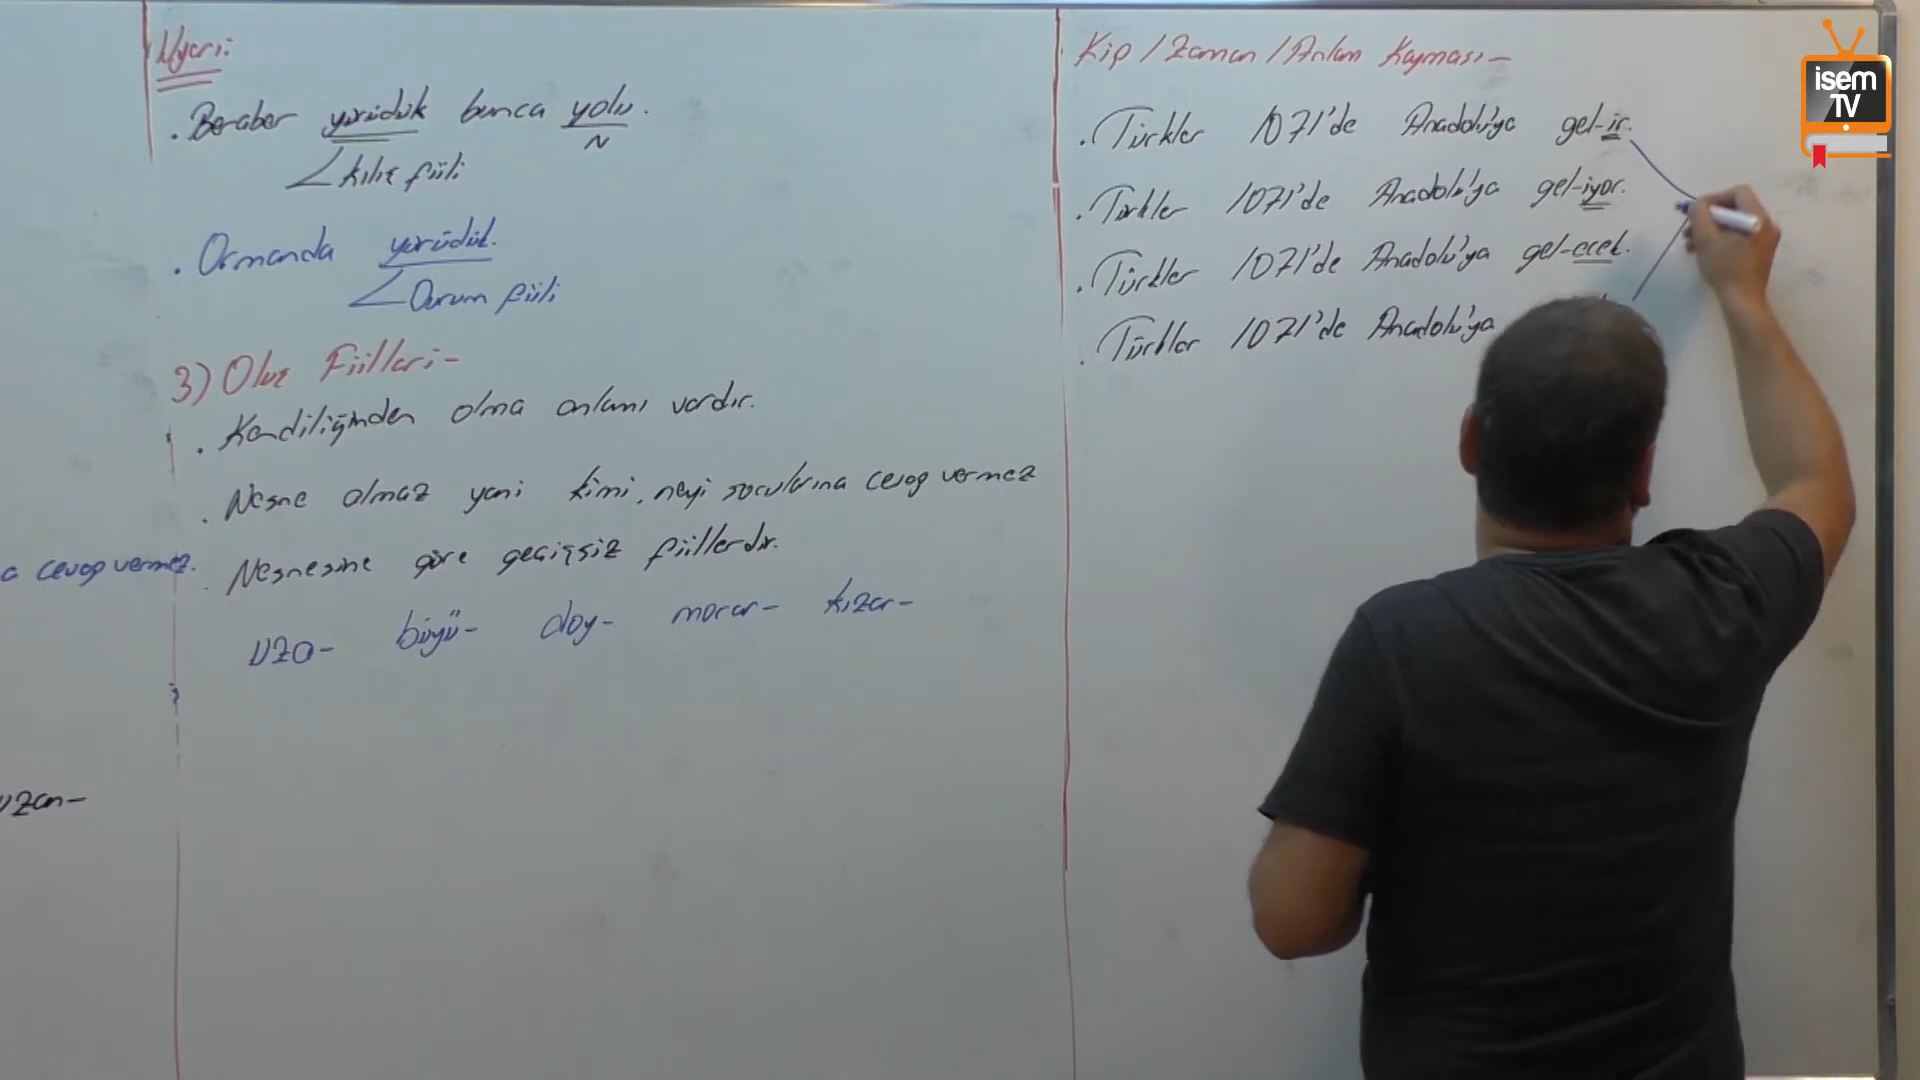 Uyarı:
. Beraber yürüdük bunca yolu.
N
kılış fiili
. Ormanda yürüdük.
Durum fiili
3) Oluş Fiilleri-
. Kendiliğinden olma anlamı vardır.
. Nesne olmaz yani kimi, neyi sorularına cevap vermez
. Nesnesine göre geçişsiz fiillerdir.
uza- büyü- doy- morar- kızar-
a cevap vermez.
uzan-
Kip / Zaman / Anlam Kayması-
. Türkler 1071'de Anadolu'ya gel-ir.
. Türkler 1071'de Anadolu'ya gel-iyor.
. Türkler 1071'de Anadolu'ya gel-ecek.
. Türkler 1071'de Anadolu'ya
isem
TV